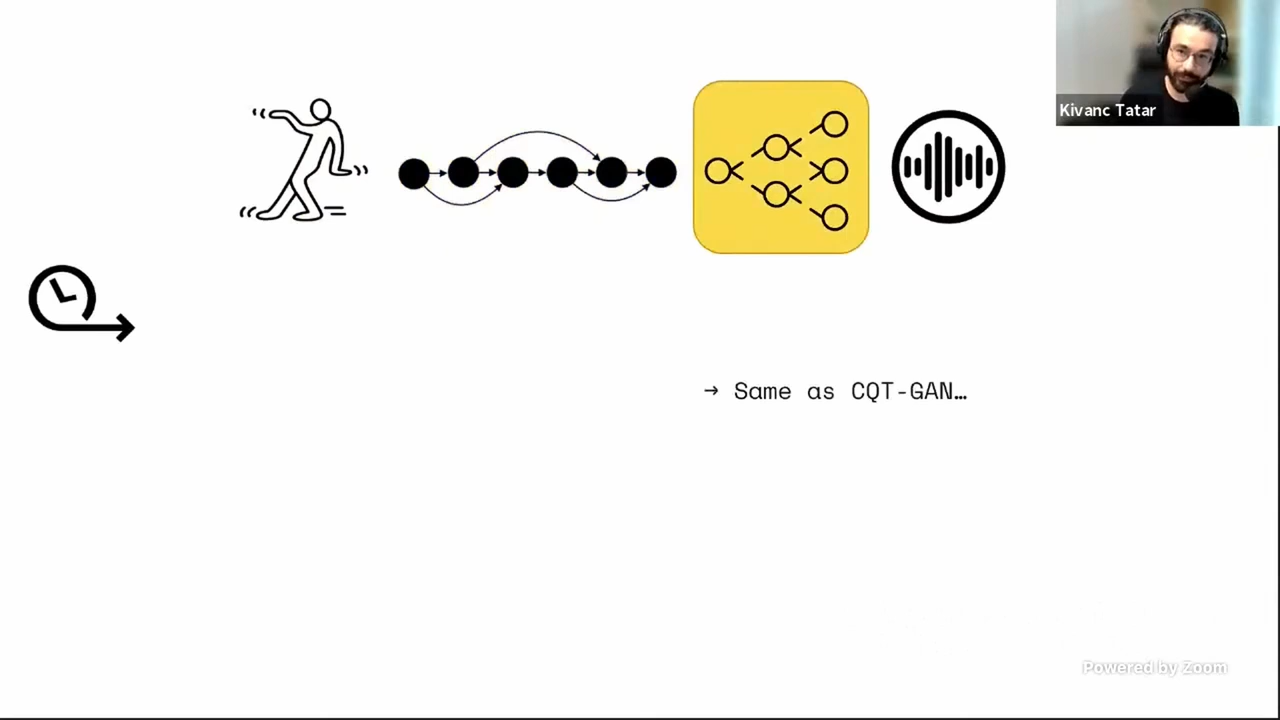 Kivanc Tatar
→ Same as CQT-GAN…
Powered by Zoom